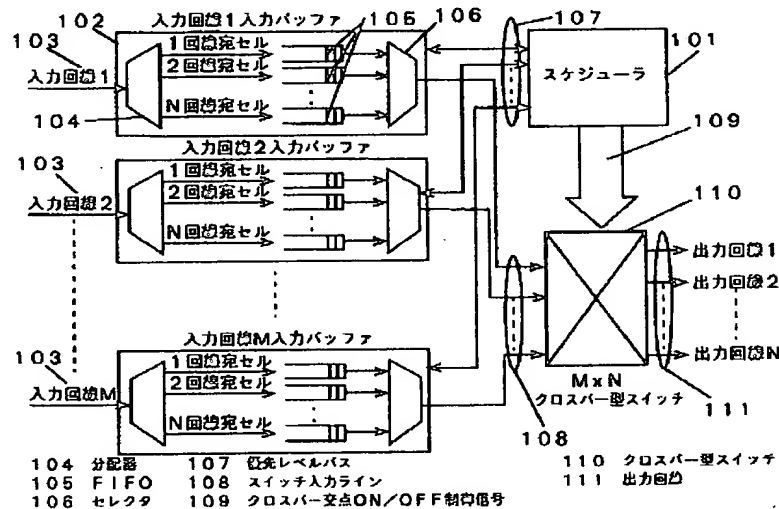 入力回線1入力バッファ
102
103
入力回線1
104
1回線宛セル
2回線宛セル
N回線宛セル
105
106
107
スケジューラ
101
109
入力回線2入力バッファ
103
入力回線2
1回線宛セル
2回線宛セル
N回線宛セル
110
出力回線1
出力回線2
出力回線N
入力回線M入力バッファ
103
入力回線M
1回線宛セル
2回線宛セル
N回線宛セル
108
M×N
クロスバー型スイッチ
111
104 分配器
105 FIFO
106 セレクタ
107 優先レベルバス
108 スイッチ入力ライン
109 クロスバー交点ON/OFF制御信号
110 クロスバー型スイッチ
111 出力回線